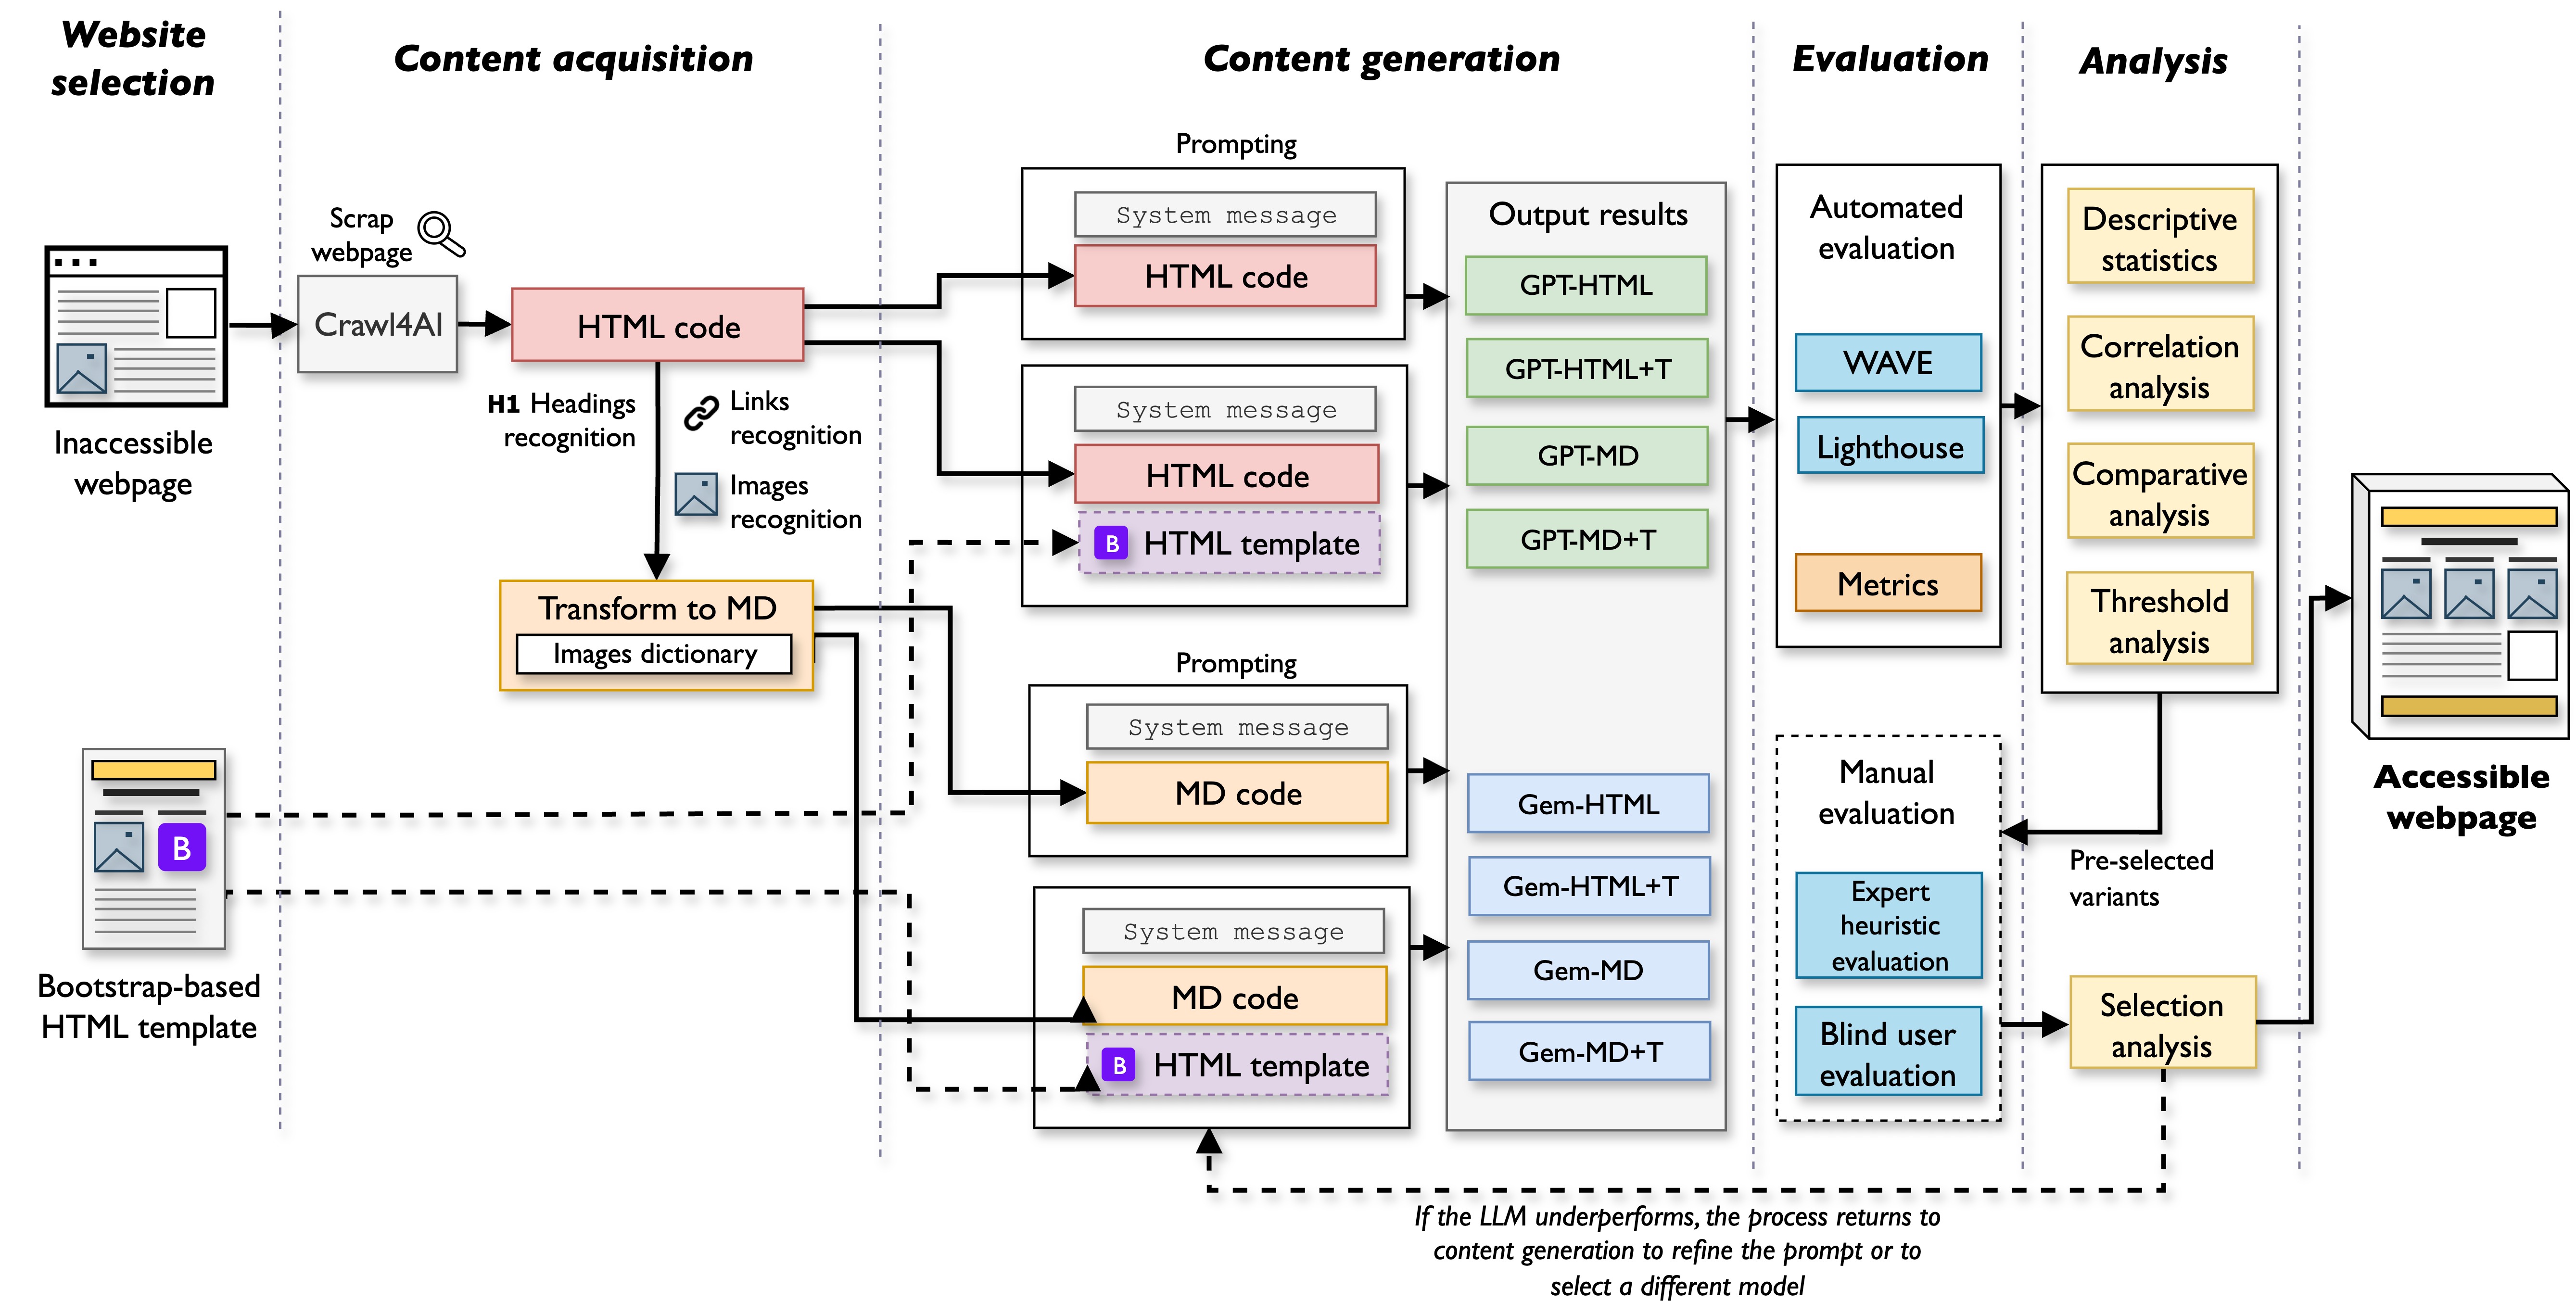 Website
selection
Content acquisition
Content generation
Evaluation
Analysis
Inaccessible
webpage
Bootstrap-based
HTML template
B
Scrap
webpage
Crawl4AI
HTML code
H1 Headings
recognition
Links
recognition
Images
recognition
Transform to MD
Images dictionary
Prompting
System message
HTML code
System message
HTML code
B HTML template
Prompting
System message
MD code
System message
MD code
B HTML template
Output results
GPT-HTML
GPT-HTML+T
GPT-MD
GPT-MD+T
Gem-HTML
Gem-HTML+T
Gem-MD
Gem-MD+T
Automated
evaluation
WAVE
Lighthouse
Metrics
Manual
evaluation
Expert
heuristic
evaluation
Blind user
evaluation
Descriptive
statistics
Correlation
analysis
Comparative
analysis
Threshold
analysis
Pre-selected
variants
Selection
analysis
Accessible
webpage
If the LLM underperforms, the process returns to
content generation to refine the prompt or to
select a different model